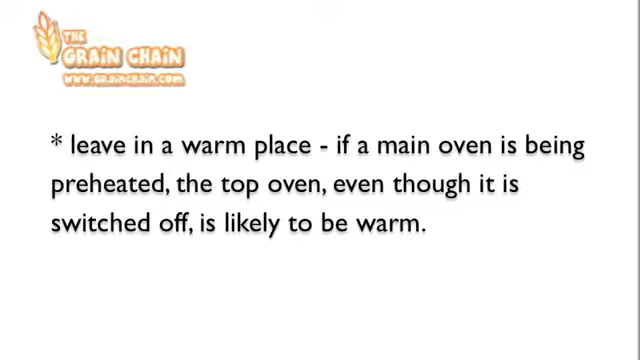 THE
GRAIN CHAIN
www.grainchain.com
* leave in a warm place - if a main oven is being
preheated, the top oven, even though it is
switched off, is likely to be warm.